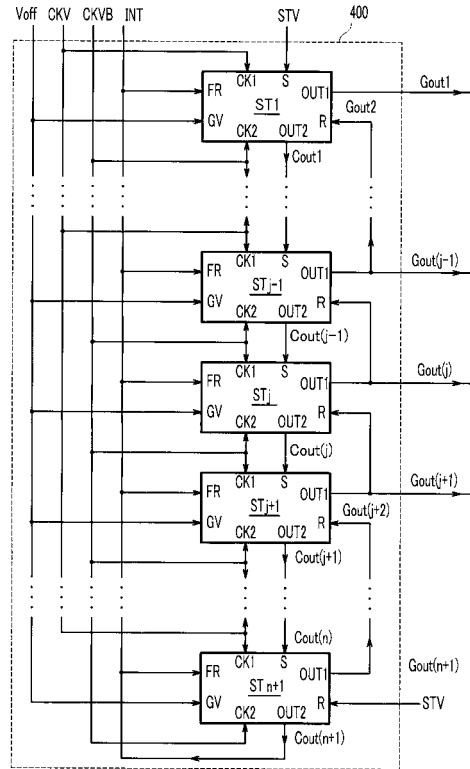 Voff CKV CKVB INT STV 400
CK1 S OUT1 Gout1
FR ST1 Gout2
GV CK2 OUT2 R
Cout1
CK1 S OUT1 Gout(j-1)
FR STj-1
GV CK2 OUT2 R
Cout(j-1)
CK1 S OUT1 Gout(j)
FR STj
GV CK2 OUT2 R
Cout(j)
CK1 S OUT1 Gout(j+1)
FR STj+1 Gout(j+2)
GV CK2 OUT2 R
Cout(j+1)
Cout(n)
CK1 S OUT1 Gout(n+1)
FR STn+1
GV CK2 OUT2 R STV
Cout(n+1)